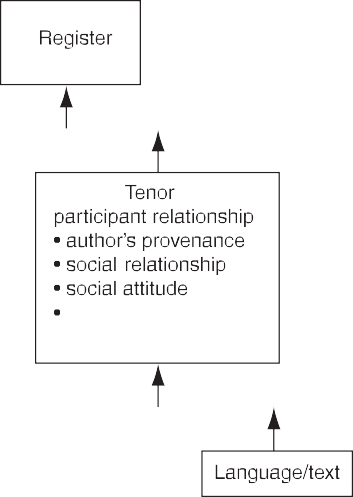 Register
Tenor
participant relationship
• author's provenance
• social relationship
• social attitude
•
Language/text